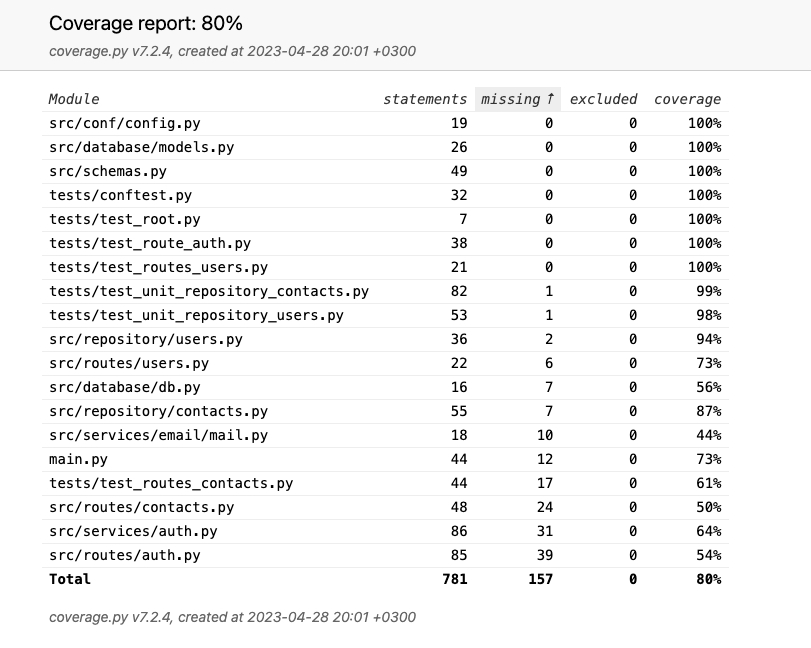 Coverage report: 80%
coverage.py v7.2.4, created at 2023-04-28 20:01 +0300
Module statements missing ↑ excluded coverage
src/conf/config.py 19 0 0 100%
src/database/models.py 26 0 0 100%
src/schemas.py 49 0 0 100%
tests/conftest.py 32 0 0 100%
tests/test_root.py 7 0 0 100%
tests/test_route_auth.py 38 0 0 100%
tests/test_routes_users.py 21 0 0 100%
tests/test_unit_repository_contacts.py 82 1 0 99%
tests/test_unit_repository_users.py 53 1 0 98%
src/repository/users.py 36 2 0 94%
src/routes/users.py 22 6 0 73%
src/database/db.py 16 7 0 56%
src/repository/contacts.py 55 7 0 87%
src/services/email/mail.py 18 10 0 44%
main.py 44 12 0 73%
tests/test_routes_contacts.py 44 17 0 61%
src/routes/contacts.py 48 24 0 50%
src/services/auth.py 86 31 0 64%
src/routes/auth.py 85 39 0 54%
Total 781 157 0 80%
coverage.py v7.2.4, created at 2023-04-28 20:01 +0300